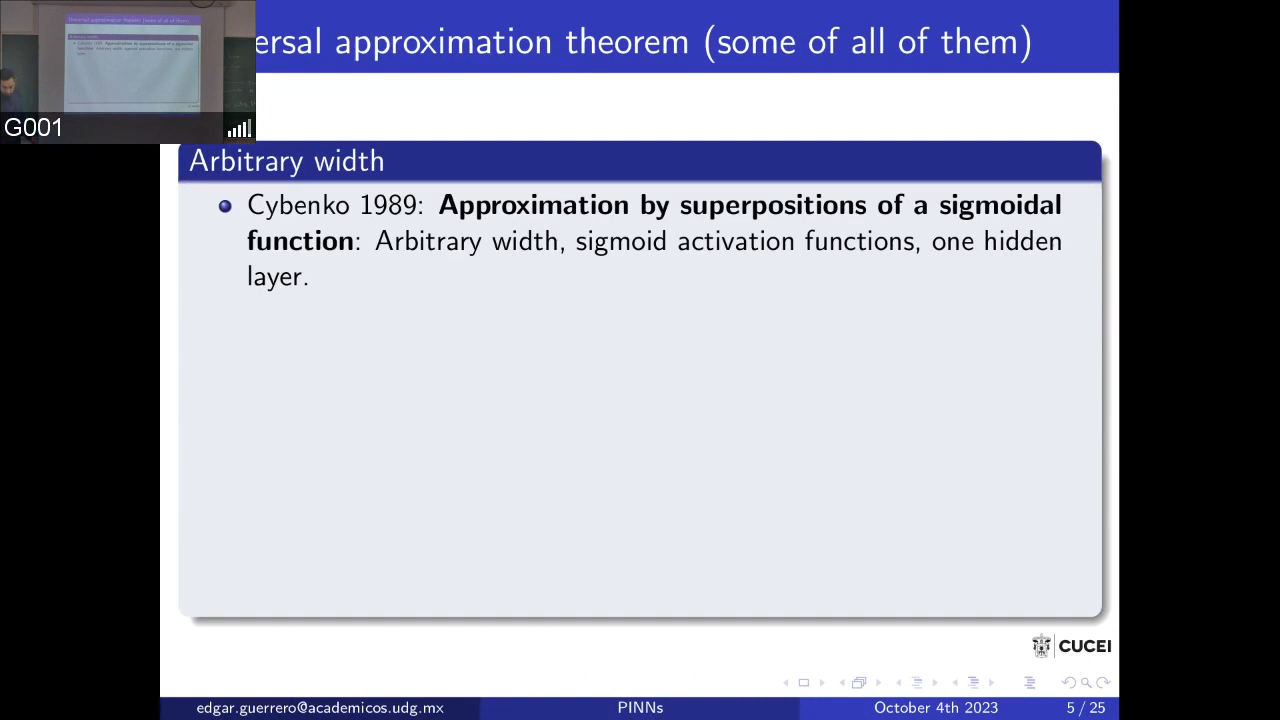 ersal approximation theorem (some of all of them)
G001
Arbitrary width
Cybenko 1989: Approximation by superpositions of a sigmoidal
function: Arbitrary width, sigmoid activation functions, one hidden
layer.
CUCEI
edgar.guerrero@academicos.udg.mx PINNs October 4th 2023 5 / 25